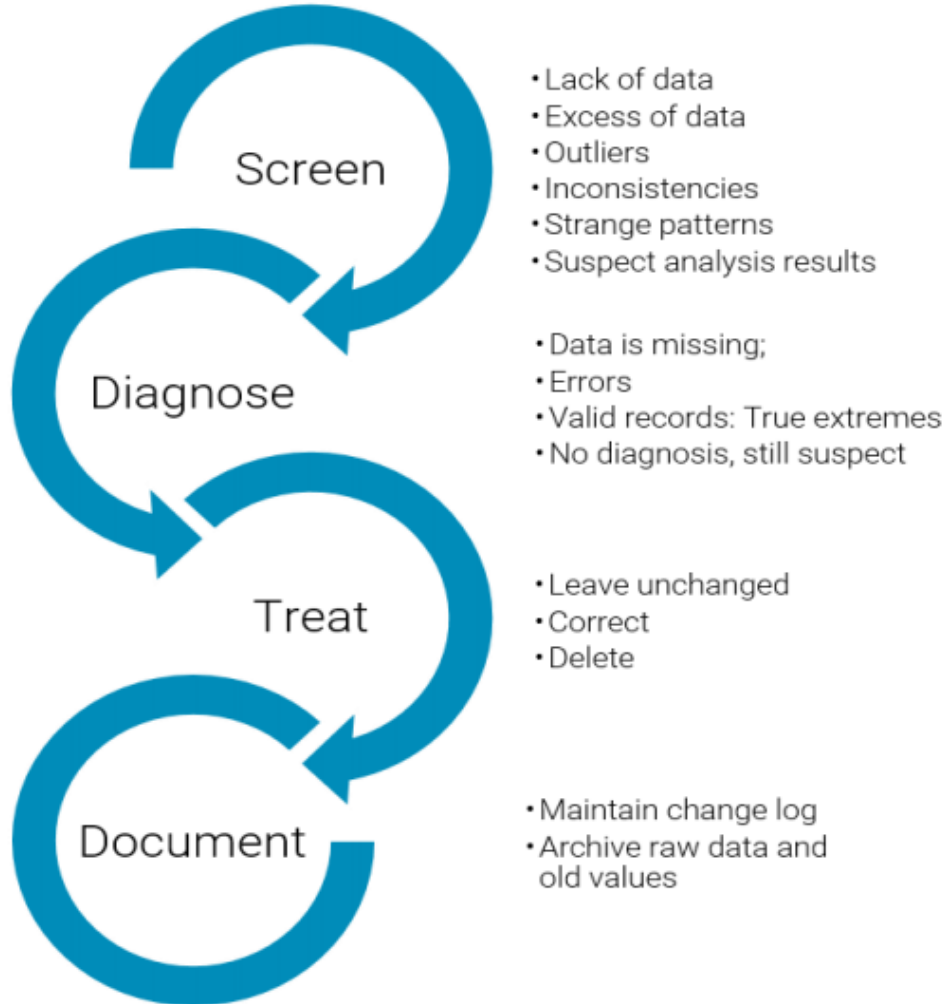 Screen
• Lack of data
• Excess of data
• Outliers
• Inconsistencies
• Strange patterns
• Suspect analysis results
Diagnose
• Data is missing;
• Errors
• Valid records: True extremes
• No diagnosis, still suspect
Treat
• Leave unchanged
• Correct
• Delete
Document
• Maintain change log
• Archive raw data and
old values